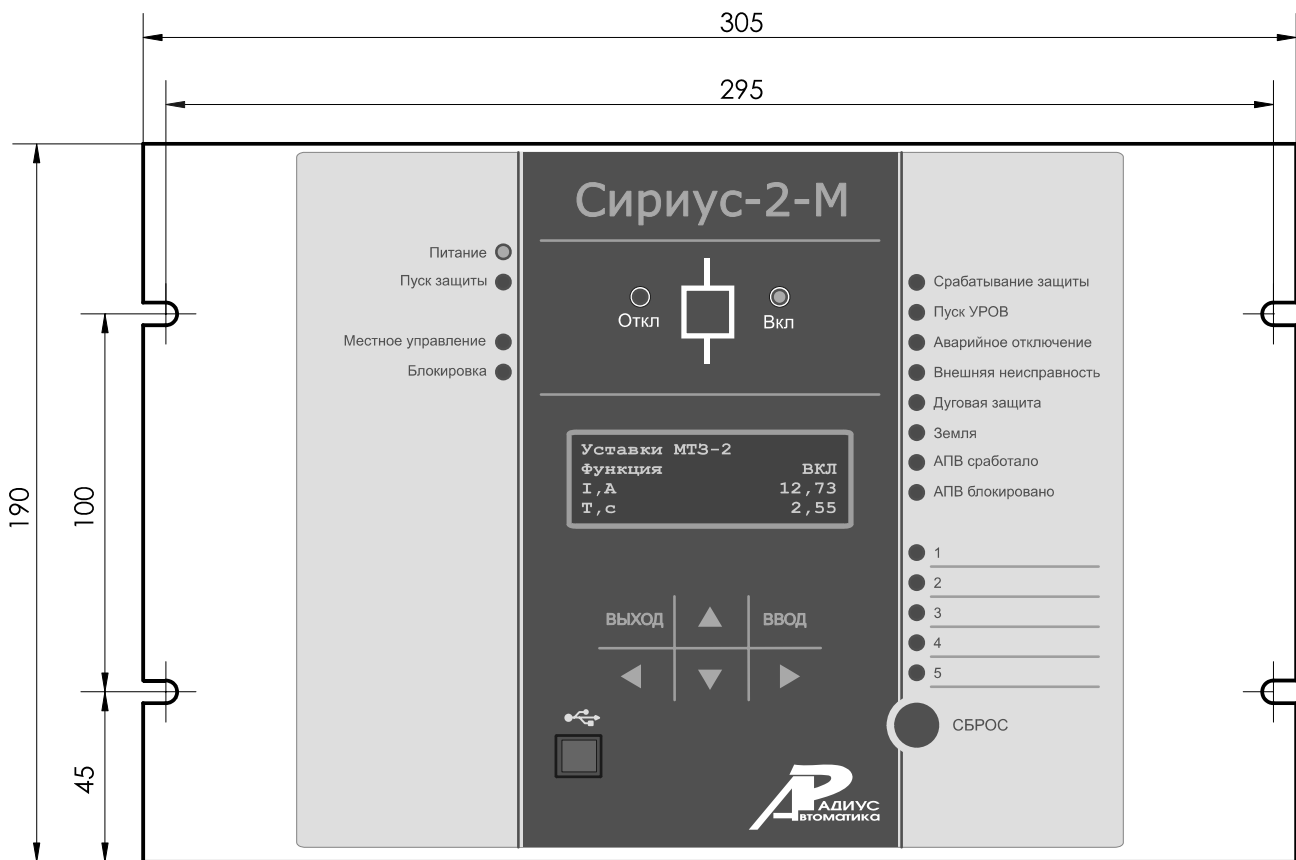 305
295
Сириус-2-М
Питание
Пуск защиты
Местное управление
Блокировка
Откл
Вкл
Срабатывание защиты
Пуск УРОВ
Аварийное отключение
Внешняя неисправность
Дуговая защита
Земля
АПВ сработало
АПВ блокировано
Уставки МТЗ-2
Функция ВКЛ
I,А 12,73
Т,с 2,55
190
100
45
ВЫХОД
ВВОД
1
2
3
4
5
СБРОС
РАДИУС
Автоматика